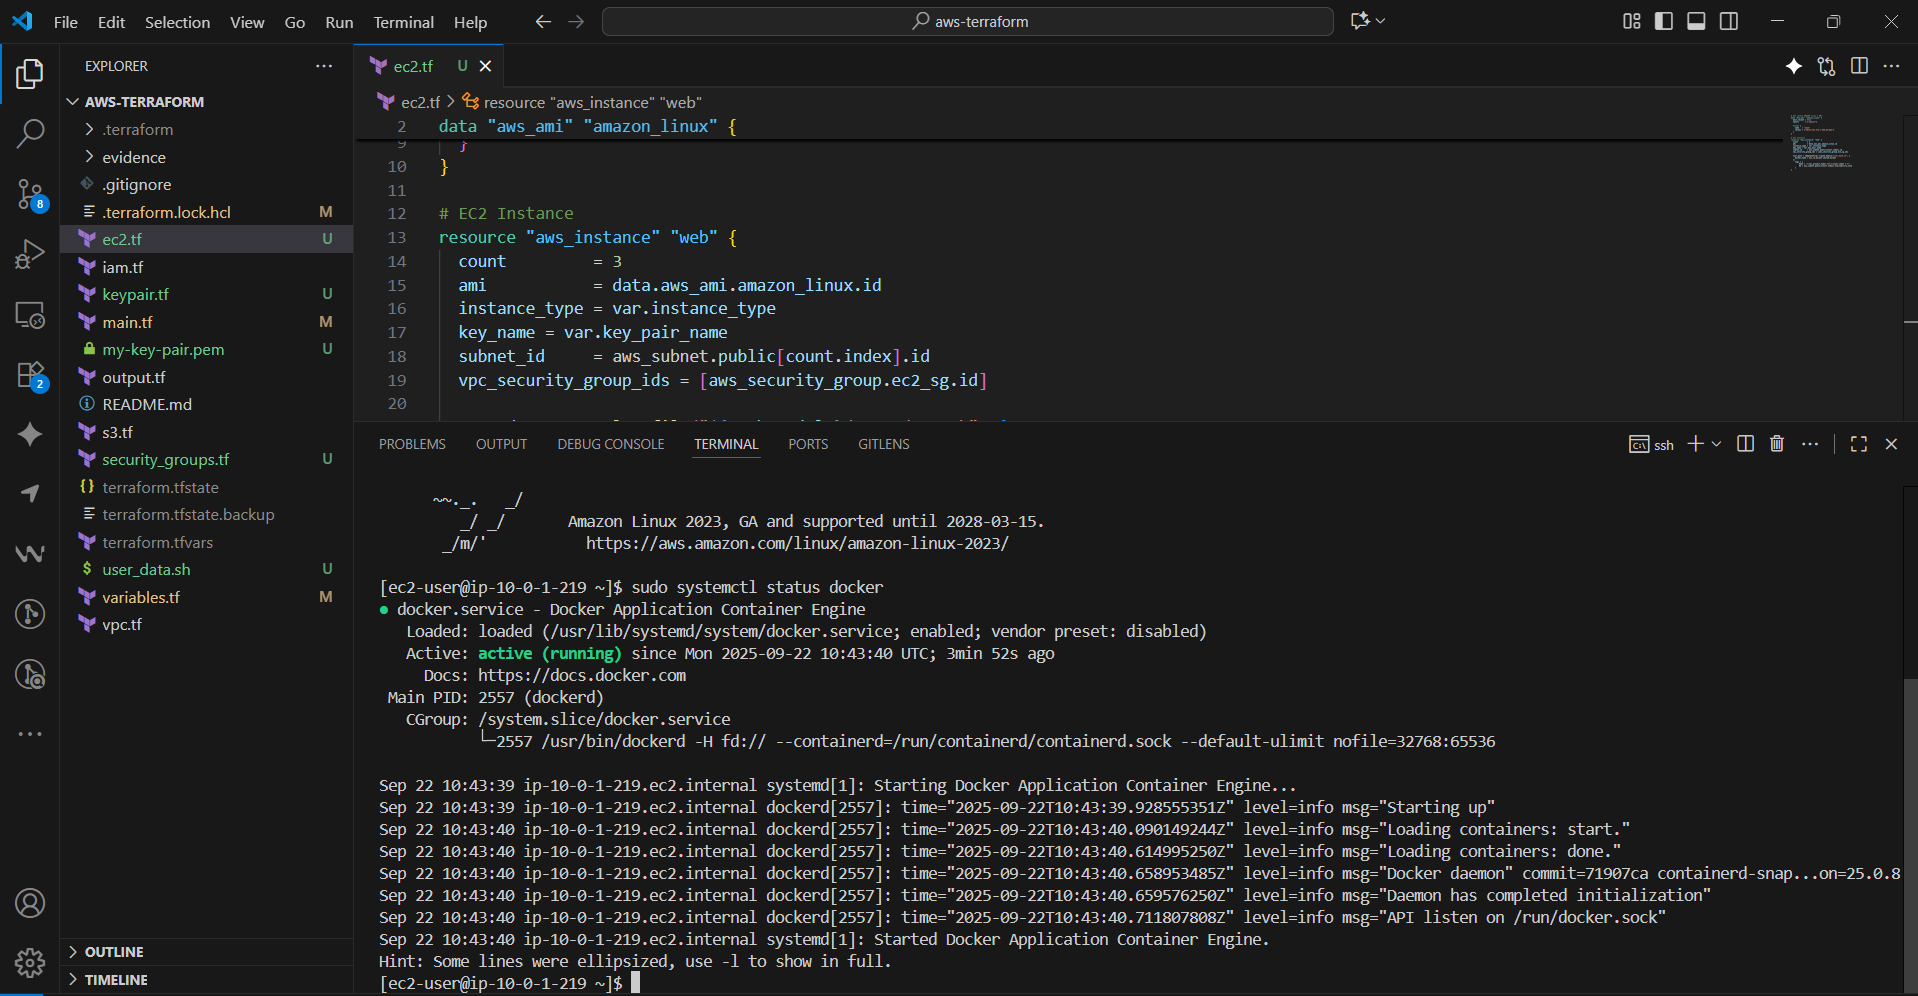 File Edit Selection View Go Run Terminal Help
aws-terraform
EXPLORER
AWS-TERRAFORM
.terraform
evidence
.gitignore
.terraform.lock.hcl M
ec2.tf U
iam.tf
keypair.tf U
main.tf M
my-key-pair.pem U
output.tf
README.md
s3.tf
security_groups.tf U
terraform.tfstate
terraform.tfstate.backup
terraform.tfvars
user_data.sh U
variables.tf M
vpc.tf
OUTLINE
TIMELINE
8
2
ec2.tf U
ec2.tf > resource "aws_instance" "web"
2 data "aws_ami" "amazon_linux" {
9 }
10 }
11
12 # EC2 Instance
13 resource "aws_instance" "web" {
14 count = 3
15 ami = data.aws_ami.amazon_linux.id
16 instance_type = var.instance_type
17 key_name = var.key_pair_name
18 subnet_id = aws_subnet.public[count.index].id
19 vpc_security_group_ids = [aws_security_group.ec2_sg.id]
20
PROBLEMS OUTPUT DEBUG CONSOLE TERMINAL PORTS GITLENS
ssh
~~._. _/
_/ _/ Amazon Linux 2023, GA and supported until 2028-03-15.
_/m/' https://aws.amazon.com/linux/amazon-linux-2023/
[ec2-user@ip-10-0-1-219 ~]$ sudo systemctl status docker
● docker.service - Docker Application Container Engine
Loaded: loaded (/usr/lib/systemd/system/docker.service; enabled; vendor preset: disabled)
Active: active (running) since Mon 2025-09-22 10:43:40 UTC; 3min 52s ago
Docs: https://docs.docker.com
Main PID: 2557 (dockerd)
CGroup: /system.slice/docker.service
└─2557 /usr/bin/dockerd -H fd:// --containerd=/run/containerd/containerd.sock --default-ulimit nofile=32768:65536
Sep 22 10:43:39 ip-10-0-1-219.ec2.internal systemd[1]: Starting Docker Application Container Engine...
Sep 22 10:43:39 ip-10-0-1-219.ec2.internal dockerd[2557]: time="2025-09-22T10:43:39.928555351Z" level=info msg="Starting up"
Sep 22 10:43:40 ip-10-0-1-219.ec2.internal dockerd[2557]: time="2025-09-22T10:43:40.090149244Z" level=info msg="Loading containers: start."
Sep 22 10:43:40 ip-10-0-1-219.ec2.internal dockerd[2557]: time="2025-09-22T10:43:40.614995250Z" level=info msg="Loading containers: done."
Sep 22 10:43:40 ip-10-0-1-219.ec2.internal dockerd[2557]: time="2025-09-22T10:43:40.658953485Z" level=info msg="Docker daemon" commit=71907ca containerd-snap...on=25.0.8
Sep 22 10:43:40 ip-10-0-1-219.ec2.internal dockerd[2557]: time="2025-09-22T10:43:40.659576250Z" level=info msg="Daemon has completed initialization"
Sep 22 10:43:40 ip-10-0-1-219.ec2.internal dockerd[2557]: time="2025-09-22T10:43:40.711807808Z" level=info msg="API listen on /run/docker.sock"
Sep 22 10:43:40 ip-10-0-1-219.ec2.internal systemd[1]: Started Docker Application Container Engine.
Hint: Some lines were ellipsized, use -l to show in full.
[ec2-user@ip-10-0-1-219 ~]$